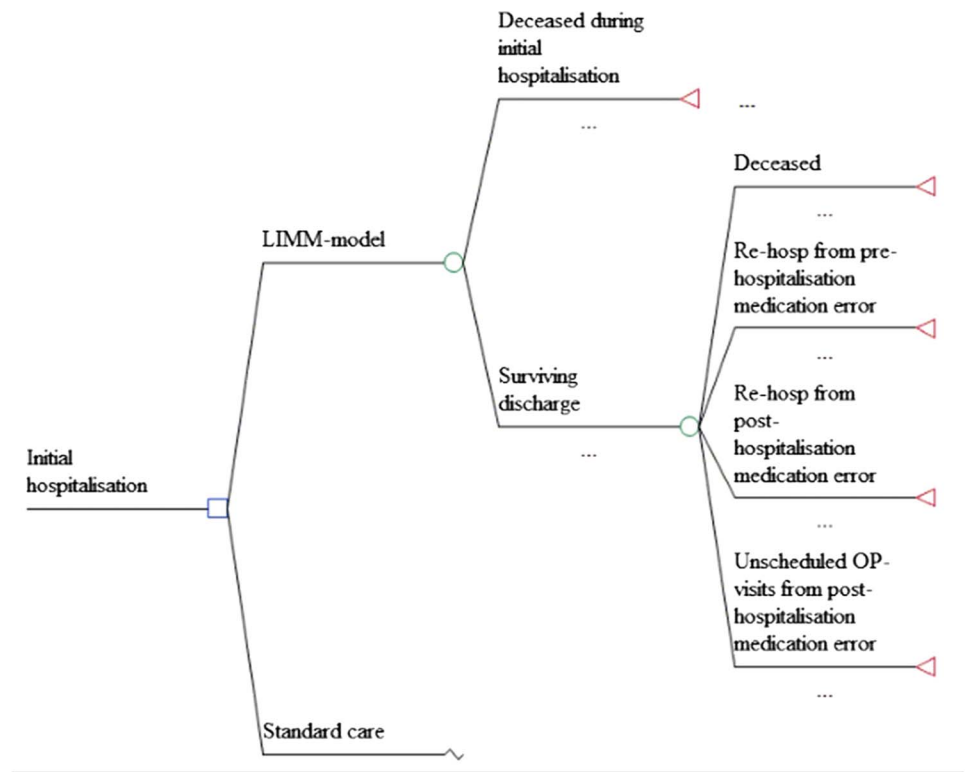 Deceased during
initial
hospitalisation
...
...
Deceased
...
LIMM-model
Re-hosp from pre-
hospitalisation
medication error
...
Surviving
discharge
...
Re-hosp from
post-
hospitalisation
medication error
...
Initial
hospitalisation
Unscheduled OP-
visits from post-
hospitalisation
medication error
...
Standard care